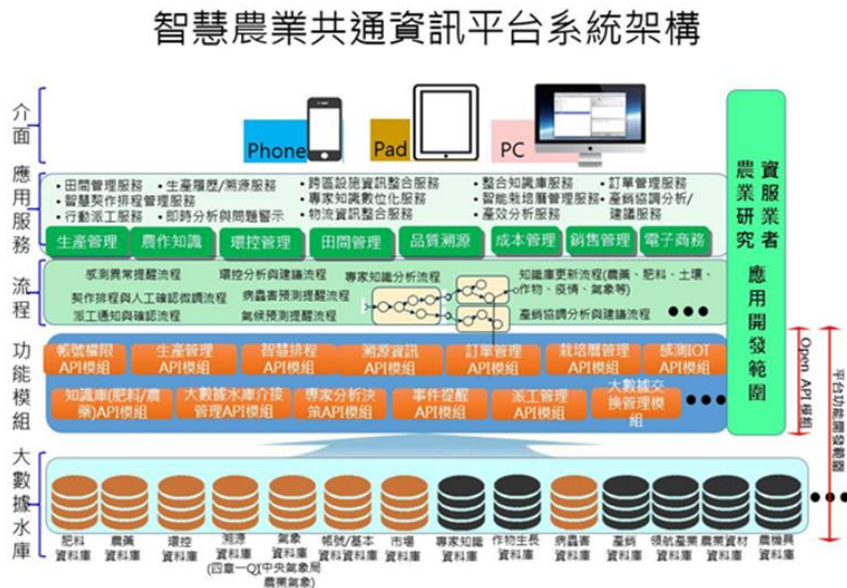 智慧農業共通資訊平台系統架構
介面
Phone
Pad
PC
應用服務
•田間管理服務
•智慧契作排程管理服務
•行動派工服務
•生產履歷/溯源服務
•即時分析與問題警示
•跨區設施資訊整合服務
•專家知識數位化服務
•物流資訊整合服務
•整合知識庫服務
•智能栽培曆管理服務
•產效分析服務
•訂單管理服務
•產銷協調分析/
建議服務
生產管理
農作知識
環控管理
田間管理
品質溯源
成本管理
銷售管理
電子商務
流程
感測異常提醒流程
契作排程與人工確認微調流程
派工通知與確認流程
環控分析與建議流程
病蟲害預測提醒流程
氣候預測提醒流程
專家知識分析流程
知識庫更新流程(農藥、肥料、土壤、
作物、疫情、氣象等)
產銷協調分析與建議流程
功能模組
帳號權限
API模組
生產管理
API模組
智慧排程
API模組
溯源資訊
API模組
訂單管理
API模組
栽培曆管理
API模組
感測IOT
API模組
知識庫(肥料/農
藥)API模組
大數據水庫介接
管理API模組
專家分析決
策API模組
事件提醒
API模組
派工管理
API模組
大數據交
換管理模
組
資服業者
農業研究
應用開發範圍
Open API模組
平台功能開發範圍
大數據水庫
肥料
資料庫
農藥
資料庫
環控
資料庫
溯源
資料庫
(四章一Q)
氣象
資料庫
(中央氣象局
農業氣象)
帳號/基本
資料資料庫
市場
資料庫
專家知識
資料庫
作物生長
資料庫
病蟲害
資料庫
產銷
資料庫
領航產業
資料庫
農業資材
資料庫
農機具
資料庫